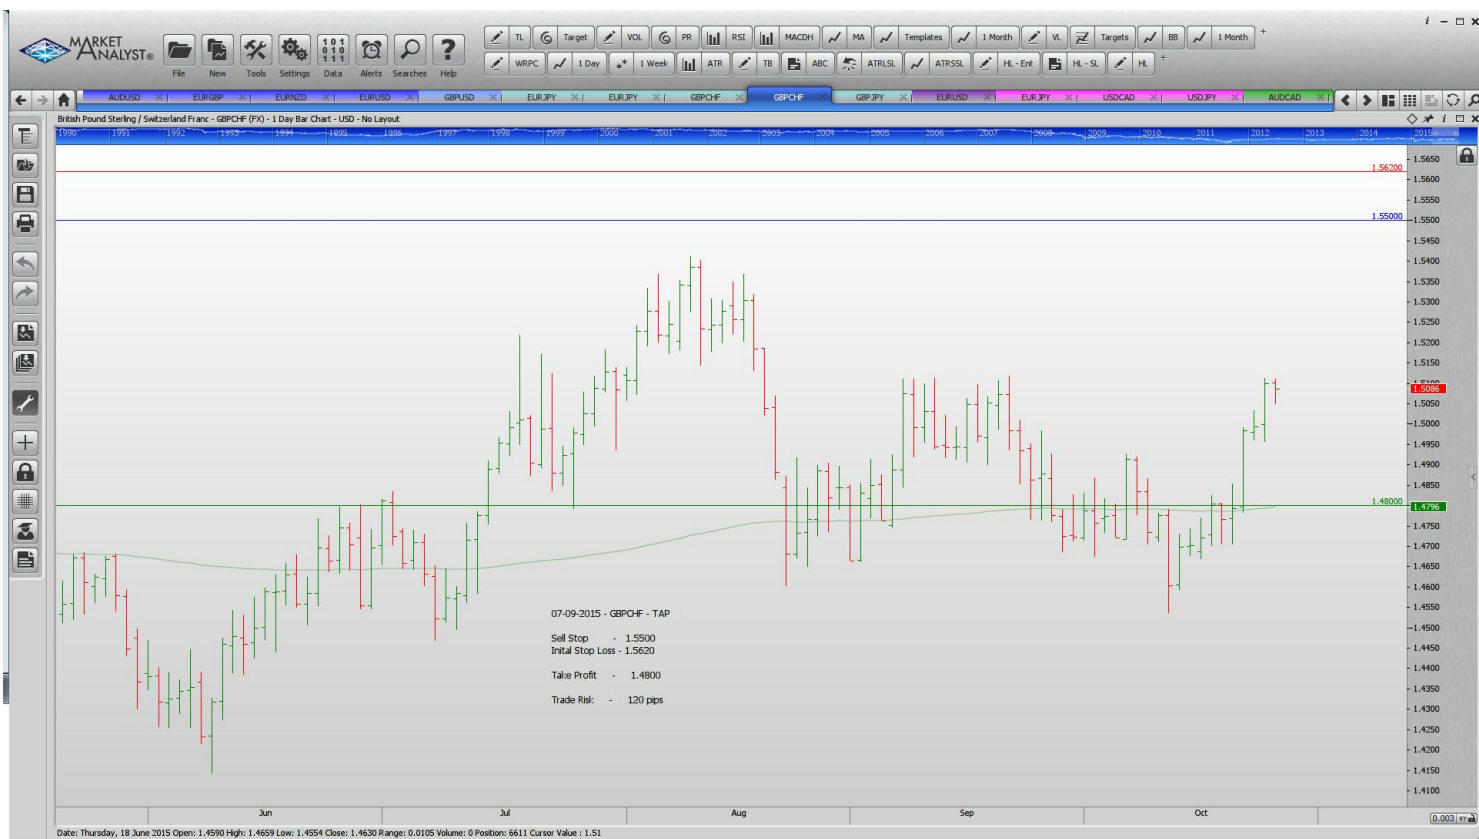 MARKET
ANALYST®
File New Tools Settings Data Alerts Searches Help
101
010
111
?
TL Target VOL PR RSI MACDH MA Templates 1 Month VL Targets BB 1 Month +
WRPC 1 Day 1 Week ATR TB ABC ATRLSL ATRSSL HL - Ent HL - SL HL +
AUDUSD EURGBP EURNZD EURUSD GBPUSD EURJPY EURJPY GBPCHF GBPCHF GBPJPY EURUSD EURJPY USDCAD USDJPY AUDCAD
British Pound Sterling / Switzerland Franc - GBPCHF (FX) - 1 Day Bar Chart - USD - No Layout
1990 1991 1992 1993 1994 1995 1996 1997 1998 1999 2000 2001 2002 2003 2004 2005 2006 2007 2008 2009 2010 2011 2012 2013 2014 2015
1.5650
1.56200
1.5600
1.5550
1.55000
1.5500
1.5450
1.5400
1.5350
1.5300
1.5250
1.5200
1.5150
1.5100
1.5086
1.5050
1.5000
1.4950
1.4900
1.4850
1.48000
1.4796
1.4750
1.4700
1.4650
1.4600
1.4550
1.4500
1.4450
1.4400
1.4350
1.4300
1.4250
1.4200
1.4150
1.4100
07-09-2015 - GBPCHF - TAP
Sell Stop - 1.5500
Inital Stop Loss - 1.5620
Take Profit - 1.4800
Trade Risk - 120 pips
Jun Jul Aug Sep Oct
0.003 XY
Date: Thursday, 18 June 2015 Open: 1.4590 High: 1.4659 Low: 1.4554 Close: 1.4630 Range: 0.0105 Volume: 0 Position: 6611 Cursor Value : 1.51